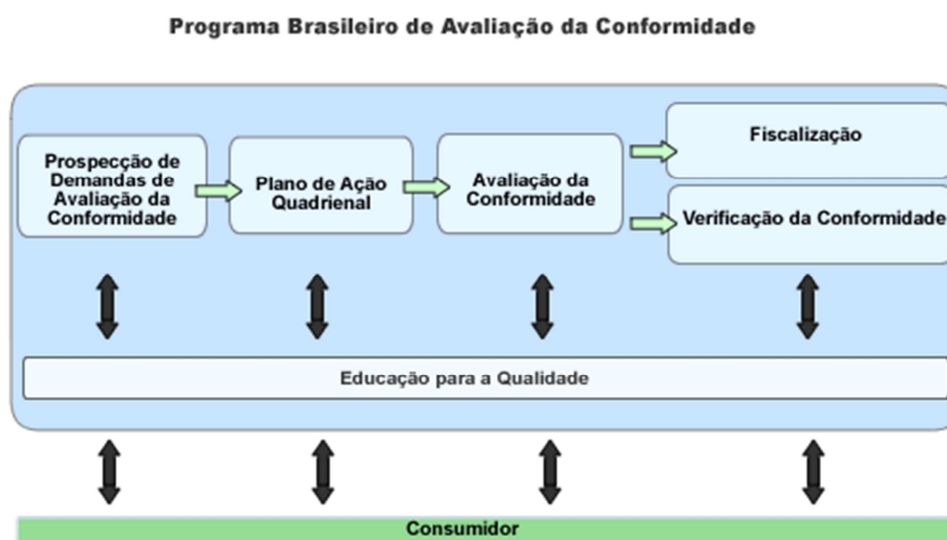 Programa Brasileiro de Avaliação da Conformidade
Prospecção de
Demandas de
Avaliação da
Conformidade
Plano de Ação
Quadrienal
Avaliação da
Conformidade
Fiscalização
Verificação da Conformidade
Educação para a Qualidade
Consumidor